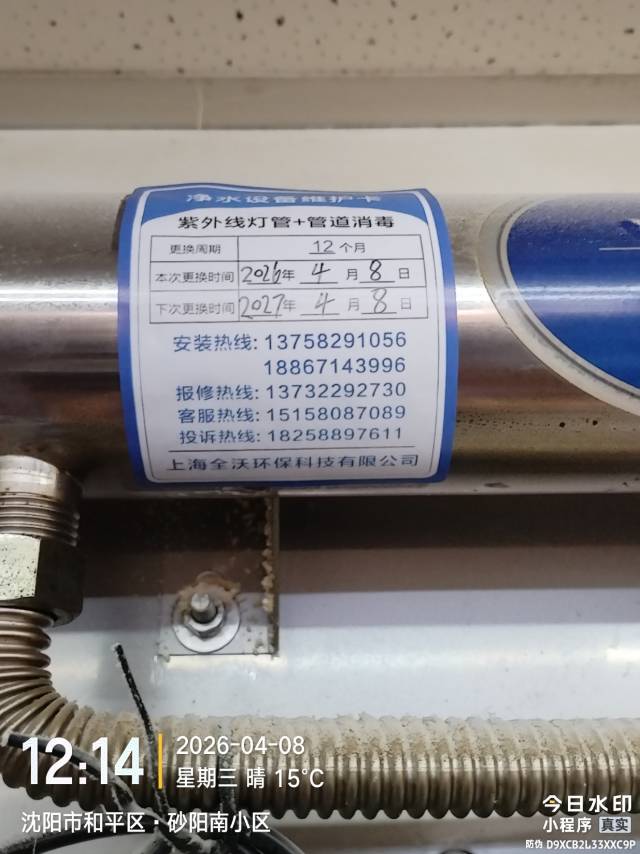 净水设备维护卡
紫外线灯管+管道消毒
更换周期 12 个月
本次更换时间 2026年 4 月 8 日
下次更换时间 2027年 4 月 8 日
安装热线: 13758291056
18867143996
报修热线: 13732292730
客服热线: 15158087089
投诉热线: 18258897611
上海全沃环保科技有限公司
12:14
2026-04-08
星期三 晴 15℃
沈阳市和平区·砂阳南小区
今日水印
小程序 真实
防伪 D9XCB2L33XXC9P